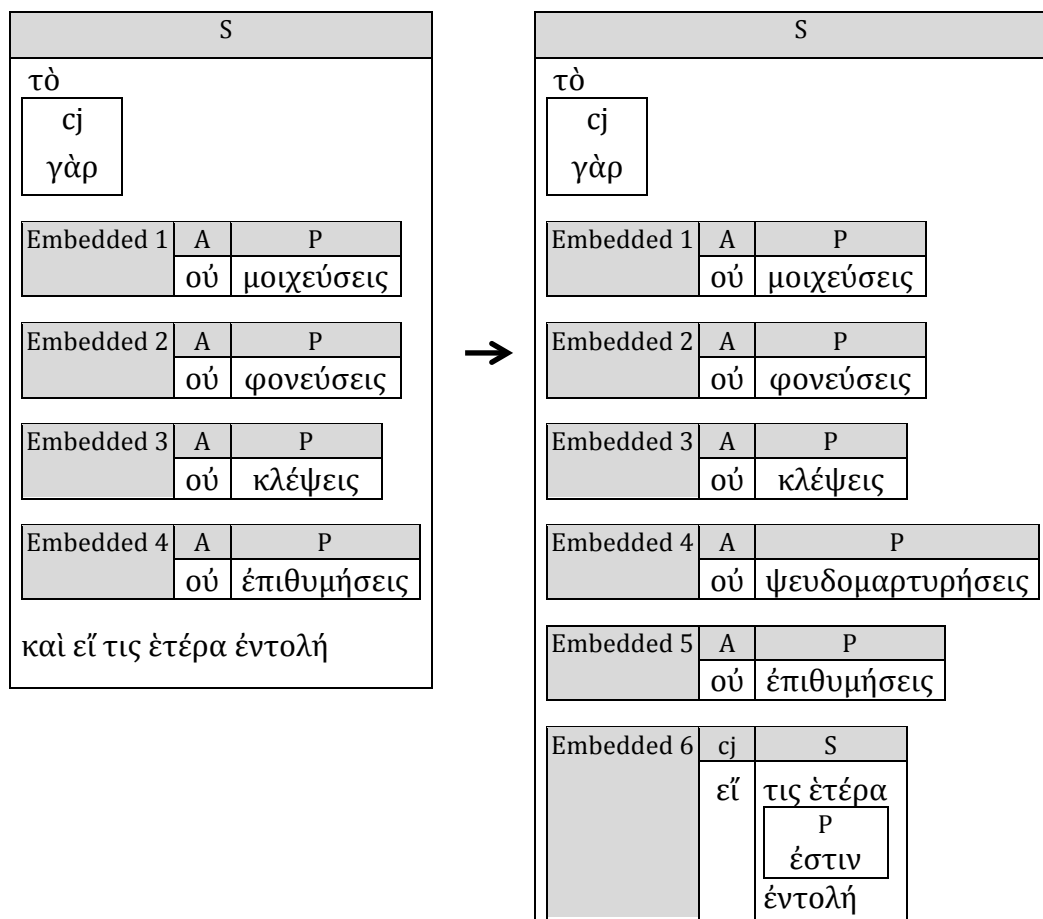 S
τὸ
cj
γὰρ
Embedded 1 A P
οὐ μοιχεύσεις
Embedded 2 A P
οὐ φονεύσεις
Embedded 3 A P
οὐ κλέψεις
Embedded 4 A P
οὐ ἐπιθυμήσεις
καὶ εἴ τις ἑτέρα ἐντολή
→
S
τὸ
cj
γὰρ
Embedded 1 A P
οὐ μοιχεύσεις
Embedded 2 A P
οὐ φονεύσεις
Embedded 3 A P
οὐ κλέψεις
Embedded 4 A P
οὐ ψευδομαρτυρήσεις
Embedded 5 A P
οὐ ἐπιθυμήσεις
Embedded 6 cj S
εἴ τις ἑτέρα
P
ἐστιν
ἐντολή